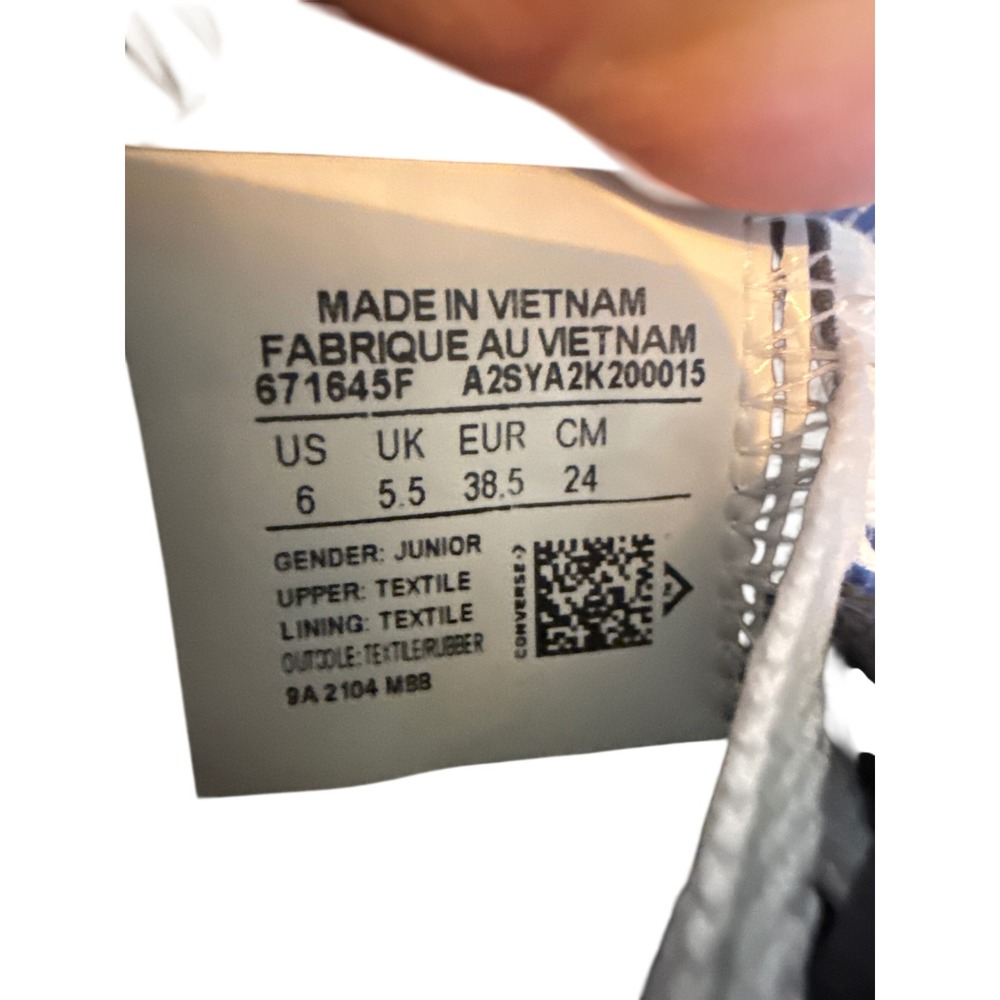 MADE IN VIETNAM
FABRIQUE AU VIETNAM
671645F A2SYA2K200015
US UK EUR CM
6 5.5 38.5 24
GENDER: JUNIOR
UPPER: TEXTILE
LINING: TEXTILE
OUTSOLE: TEXTILE/RUBBER
9A 2104 MBB
CONVERSE